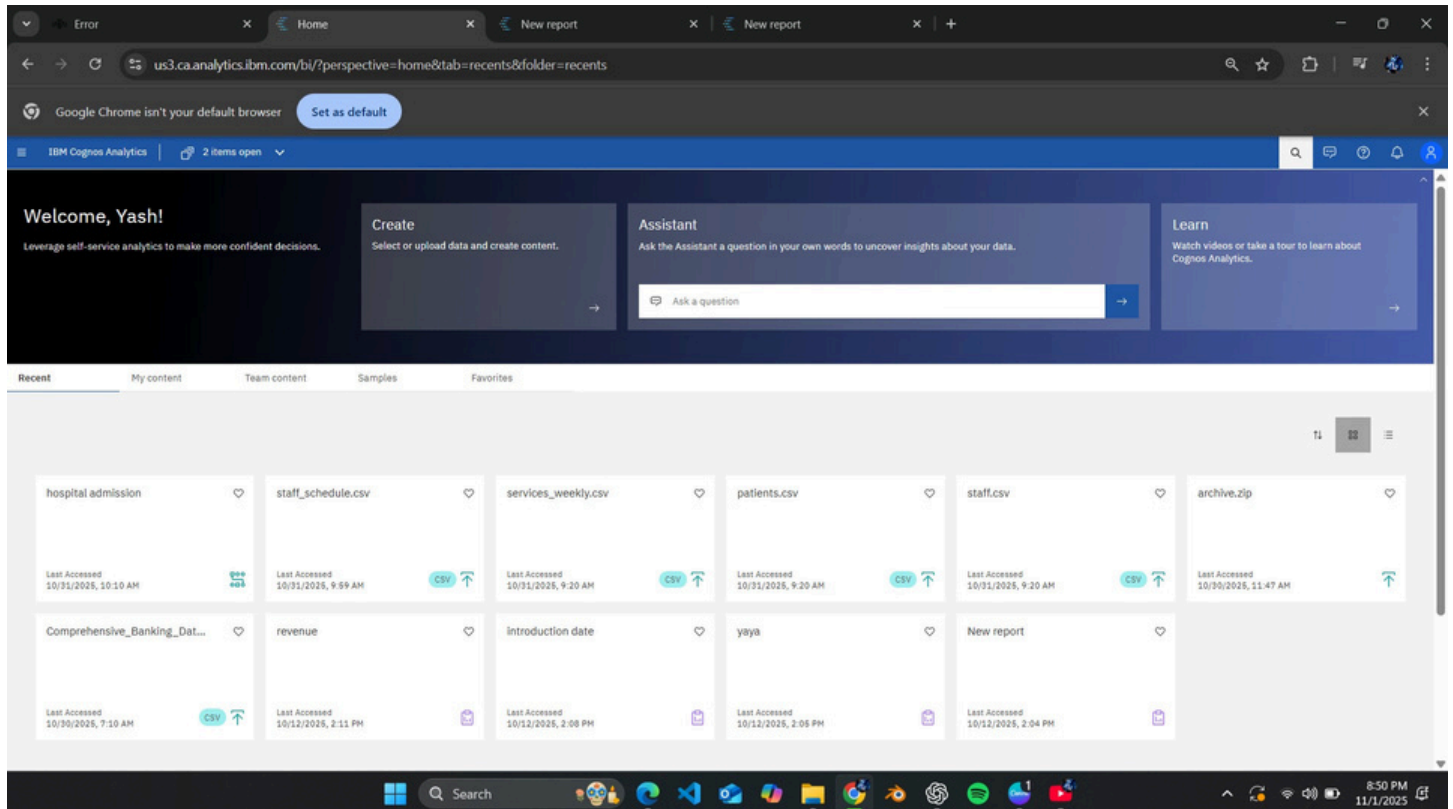 Error
Home
New report
New report
us3.ca.analytics.ibm.com/bi/?perspective=home&tab=recents&folder=recents
Google Chrome isn't your default browser
Set as default
IBM Cognos Analytics
2 items open
Welcome, Yash!
Leverage self-service analytics to make more confident decisions.
Create
Select or upload data and create content.
Assistant
Ask the Assistant a question in your own words to uncover insights about your data.
Ask a question
Learn
Watch videos or take a tour to learn about
Cognos Analytics.
Recent
My content
Team content
Samples
Favorites
hospital admission
Last Accessed
10/31/2025, 10:10 AM
staff_schedule.csv
Last Accessed
10/31/2025, 9:59 AM
CSV
services_weekly.csv
Last Accessed
10/31/2025, 9:20 AM
CSV
patients.csv
Last Accessed
10/31/2025, 9:20 AM
CSV
staff.csv
Last Accessed
10/31/2025, 9:20 AM
CSV
archive.zip
Last Accessed
10/30/2025, 11:47 AM
Comprehensive_Banking_Dat...
Last Accessed
10/30/2025, 7:10 AM
CSV
revenue
Last Accessed
10/12/2025, 2:11 PM
introduction date
Last Accessed
10/12/2025, 2:08 PM
yaya
Last Accessed
10/12/2025, 2:05 PM
New report
Last Accessed
10/12/2025, 2:04 PM
Search
1
8:50 PM
11/1/2025